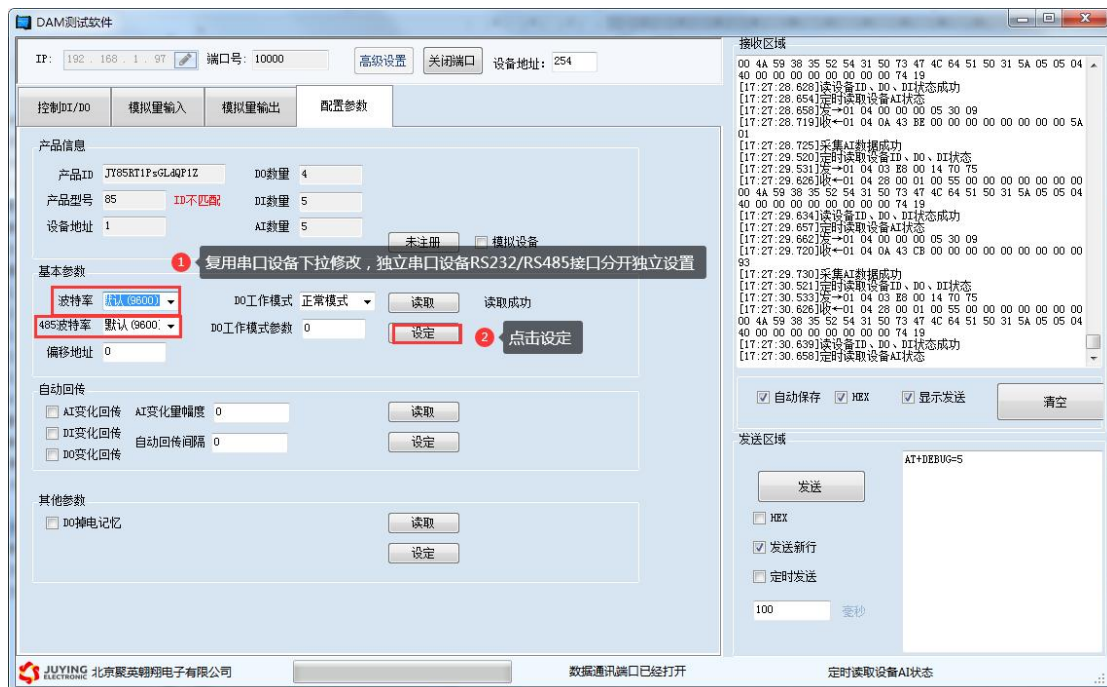 DAM测试软件
IP: 192 . 168 . 1 . 97 端口号: 10000 高级设置 关闭端口 设备地址: 254
控制DI/DO 模拟量输入 模拟量输出 配置参数
产品信息
产品ID JY85RT1PsGLdQP1Z DO数量 4
产品型号 85 ID不匹配 DI数量 5
设备地址 1 AI数量 5
未注册 模拟设备
1 复用串口设备下拉修改，独立串口设备RS232/RS485接口分开独立设置
基本参数
波特率 默认(9600) DO工作模式 正常模式 读取 读取成功
485波特率 默认(9600) DO工作模式参数 0 设定 2 点击设定
偏移地址 0
自动回传
AI变化回传 AI变化量幅度 0 读取
DI变化回传 自动回传间隔 0 设定
DO变化回传
其他参数
DO掉电记忆 读取
设定
接收区域
00 4A 59 38 35 52 54 31 50 73 47 4C 64 51 50 31 5A 05 05 04
40 00 00 00 00 00 00 00 74 19
[17:27:28.628]读设备ID、DO、DI状态成功
[17:27:28.654]定时读取设备AI状态
[17:27:28.658]发→01 04 00 00 00 05 30 09
[17:27:28.719]收←01 04 0A 43 BE 00 00 00 00 00 00 00 00 5A
01
[17:27:28.725]采集AI数据成功
[17:27:29.520]定时读取设备ID、DO、DI状态
[17:27:29.531]发→01 04 03 E8 00 14 70 75
[17:27:29.626]收←01 04 28 00 01 00 55 00 00 00 00 00 00 00
00 4A 59 38 35 52 54 31 50 73 47 4C 64 51 50 31 5A 05 05 04
40 00 00 00 00 00 00 00 74 19
[17:27:29.634]读设备ID、DO、DI状态成功
[17:27:29.657]定时读取设备AI状态
[17:27:29.662]发→01 04 00 00 00 05 30 09
[17:27:29.720]收←01 04 0A 43 CB 00 00 00 00 00 00 00 00
93
[17:27:29.730]采集AI数据成功
[17:27:30.521]定时读取设备ID、DO、DI状态
[17:27:30.533]发→01 04 03 E8 00 14 70 75
[17:27:30.626]收←01 04 28 00 01 00 55 00 00 00 00 00 00 00
00 4A 59 38 35 52 54 31 50 73 47 4C 64 51 50 31 5A 05 05 04
40 00 00 00 00 00 00 00 74 19
[17:27:30.639]读设备ID、DO、DI状态成功
[17:27:30.658]定时读取设备AI状态
自动保存 HEX 显示发送 清空
发送区域
AT+DEBUG=5
发送
HEX
发送新行
定时发送
100 毫秒
JUYING ELECTRONIC 北京聚英翱翔电子有限公司 数据通讯端口已经打开 定时读取设备AI状态